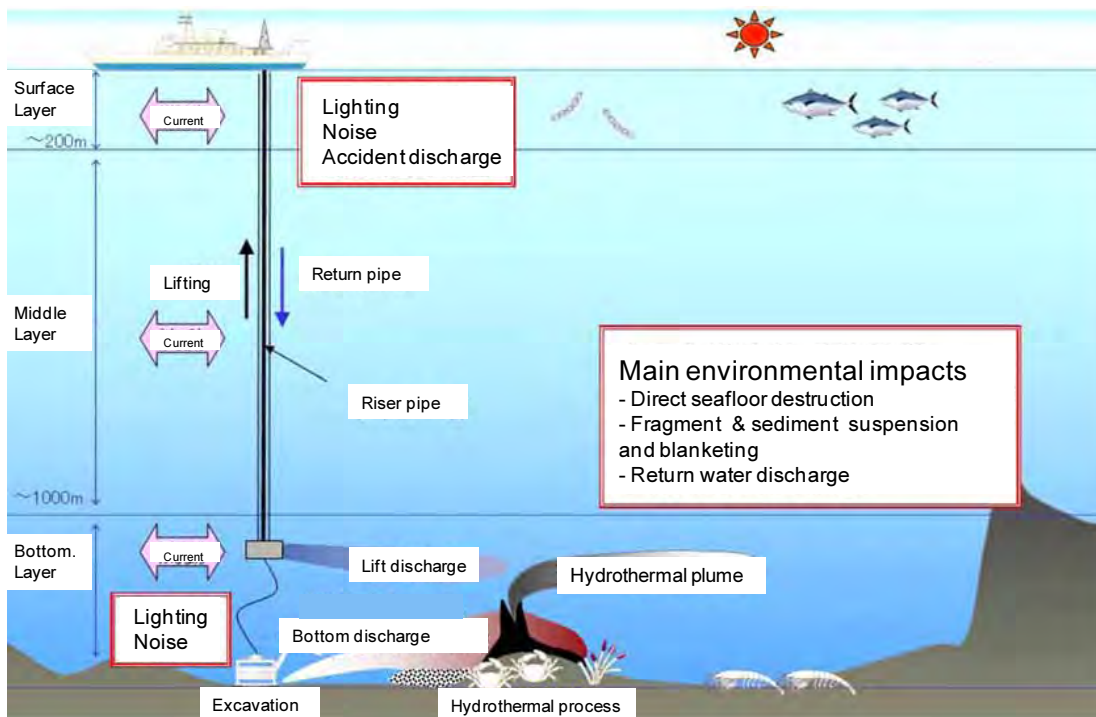 Surface
Layer
Current
~200m
Lighting
Noise
Accident discharge
Lifting
Return pipe
Middle
Layer
Current
Riser pipe
Main environmental impacts
- Direct seafloor destruction
- Fragment & sediment suspension
and blanketing
- Return water discharge
~1000m
Bottom.
Layer
Current
Lift discharge
Hydrothermal plume
Lighting
Noise
Bottom discharge
Excavation
Hydrothermal process